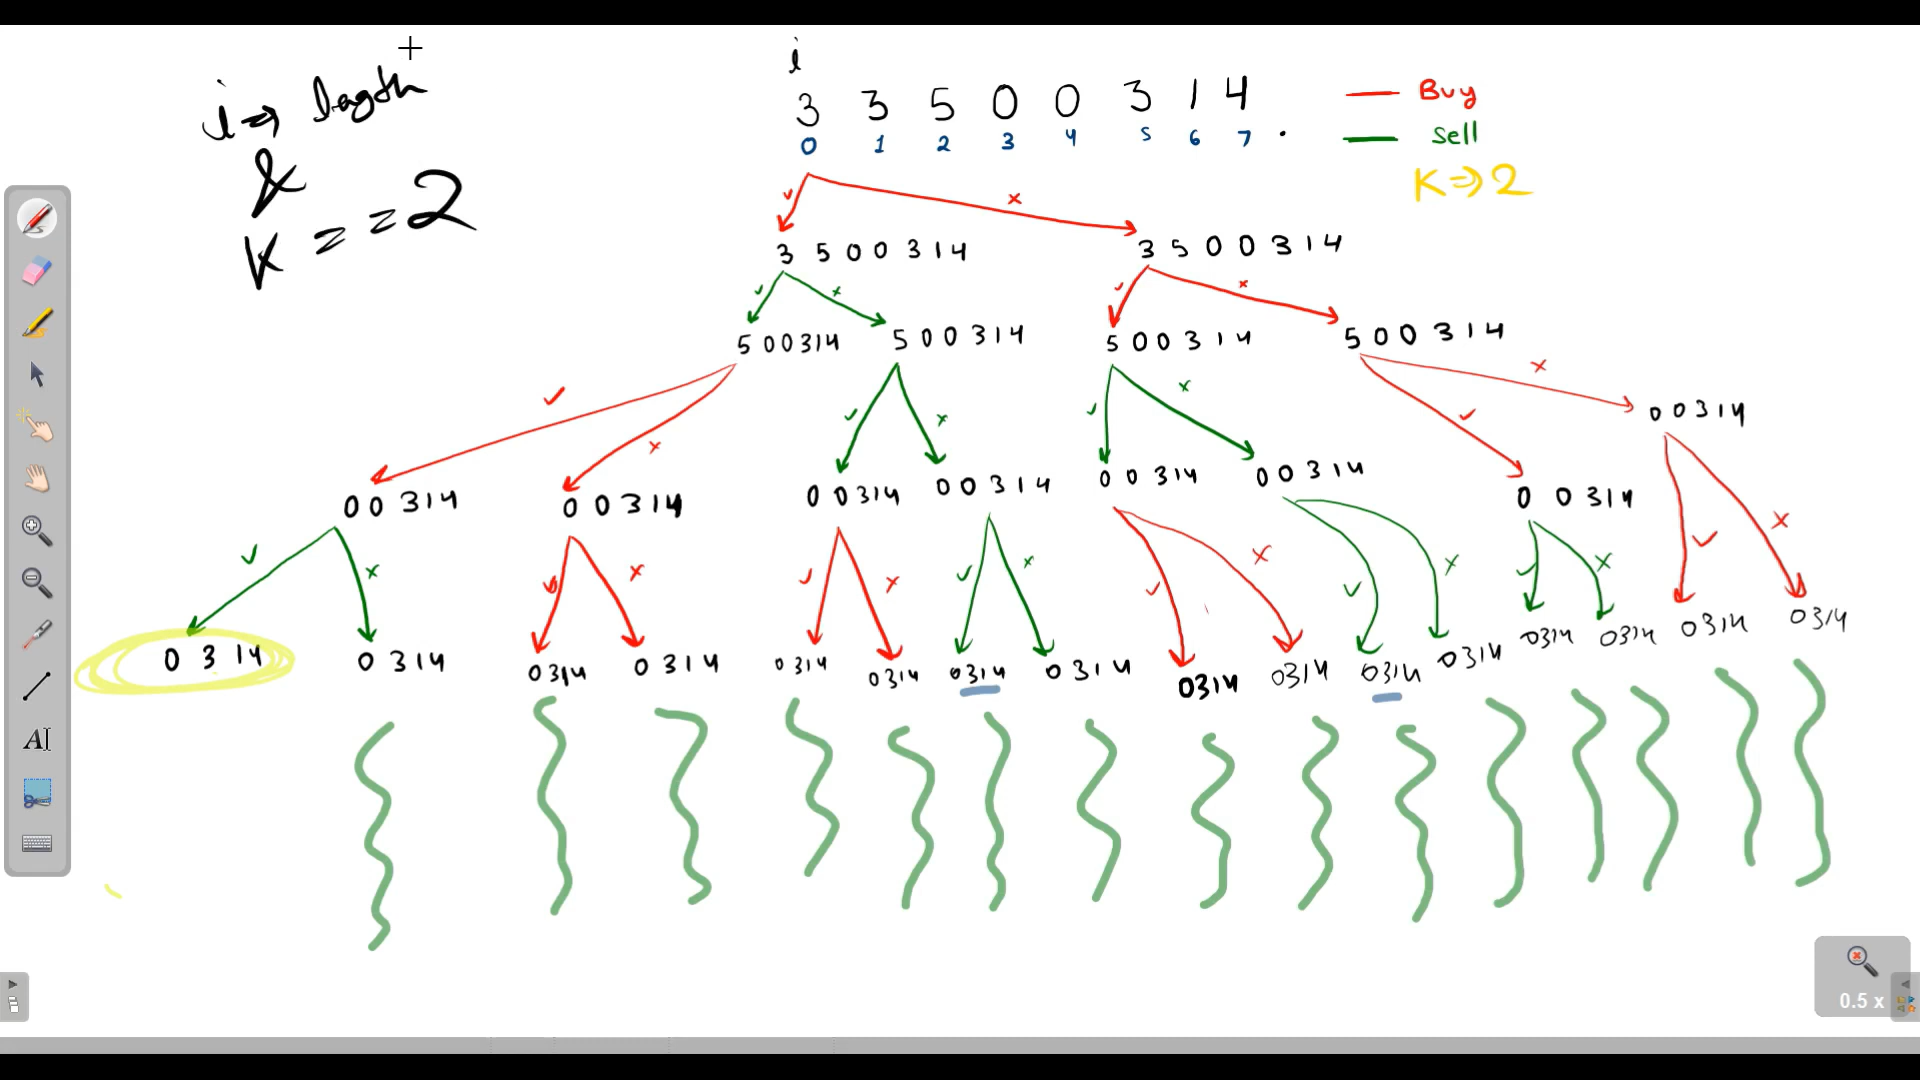 i
i => length
&
K = = 2
3 3 5 0 0 3 1 4
0 1 2 3 4 5 6 7 .
Buy
Sell
K => 2
✓ x
3 5 0 0 3 1 4 3 5 0 0 3 1 4
✓ x ✓ x
5 0 0 3 1 4 5 0 0 3 1 4 5 0 0 3 1 4 5 0 0 3 1 4
✓ x ✓ x ✓ x ✓ x
0 0 3 1 4
0 0 3 1 4 0 0 3 1 4 0 0 3 1 4 0 0 3 1 4 0 0 3 1 4 0 0 3 1 4 0 0 3 1 4
✓ x ✓ x ✓ x ✓ x ✓ x ✓ x ✓ x ✓ x
0 3 1 4 0 3 1 4 0 3 1 4 0 3 1 4 0 3 1 4 0 3 1 4 0 3 1 4 0 3 1 4 0 3 1 4 0 3 1 4 0 3 1 4 0 3 1 4 0 3 1 4 0 3 1 4 0 3 1 4 0 3 1 4
AI
0.5 x